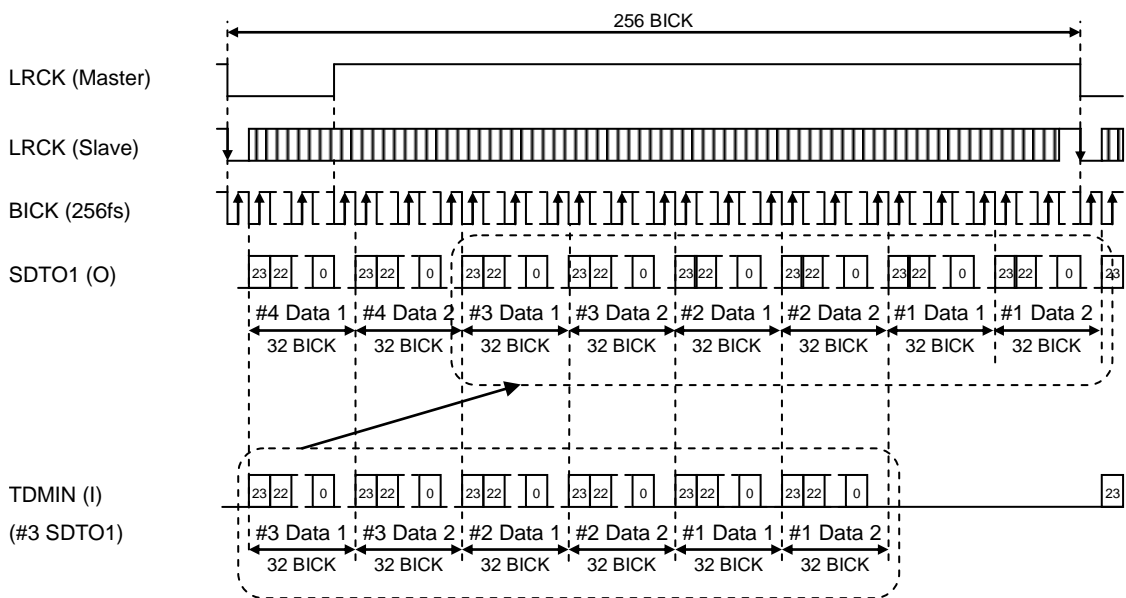 256 BICK
LRCK (Master)
LRCK (Slave)
BICK (256fs)
SDTO1 (O)
23 22 0 23 22 0 23 22 0 23 22 0 23 22 0 23 22 0 23 22 0 23 22 0 23
#4 Data 1 #4 Data 2 #3 Data 1 #3 Data 2 #2 Data 1 #2 Data 2 #1 Data 1 #1 Data 2
32 BICK 32 BICK 32 BICK 32 BICK 32 BICK 32 BICK 32 BICK 32 BICK
TDMIN (I)
23 22 0 23 22 0 23 22 0 23 22 0 23 22 0 23 22 0 23
(#3 SDTO1)
#3 Data 1 #3 Data 2 #2 Data 1 #2 Data 2 #1 Data 1 #1 Data 2
32 BICK 32 BICK 32 BICK 32 BICK 32 BICK 32 BICK